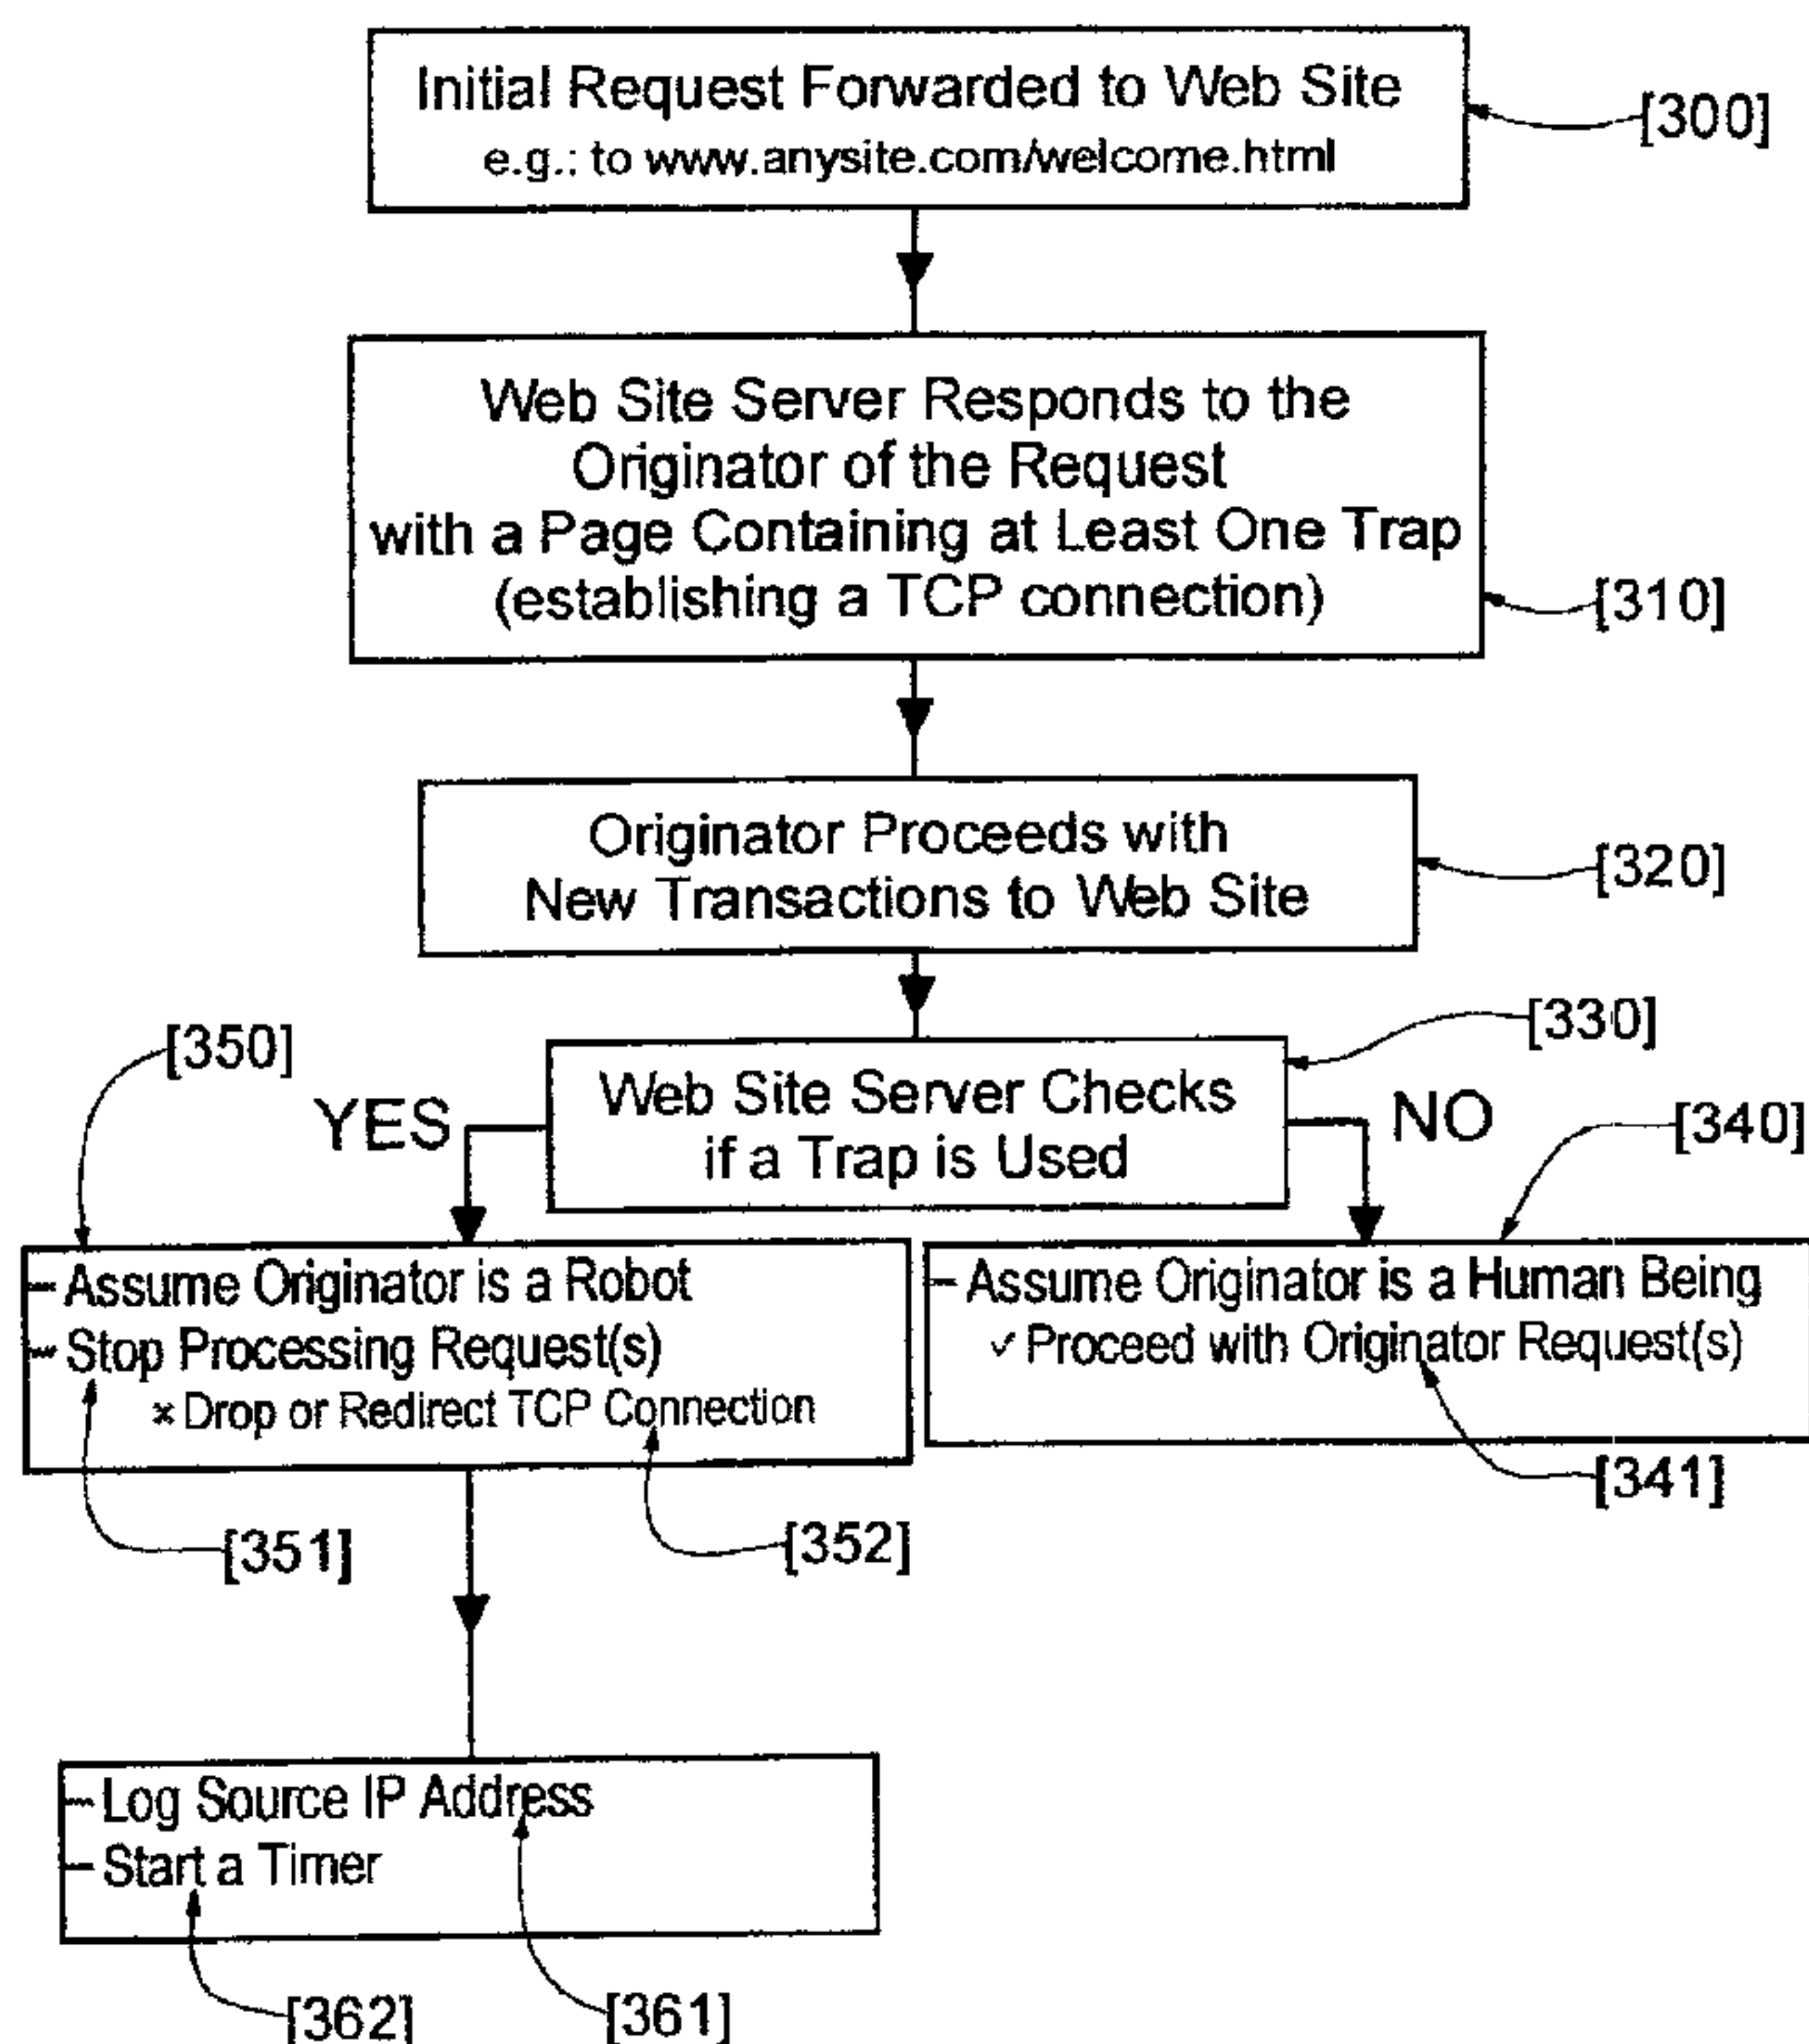 Initial Request Forwarded to Web Site
e.g.: to www.anysite.com/welcome.html
[300]
Web Site Server Responds to the
Originator of the Request
with a Page Containing at Least One Trap
(establishing a TCP connection)
[310]
Originator Proceeds with
New Transactions to Web Site
[320]
[330]
[350]
Web Site Server Checks
if a Trap is Used
YES
NO
[340]
- Assume Originator is a Robot
- Stop Processing Request(s)
× Drop or Redirect TCP Connection
- Assume Originator is a Human Being
✓ Proceed with Originator Request(s)
[341]
[351]
[352]
- Log Source IP Address
- Start a Timer
[362]
[361]